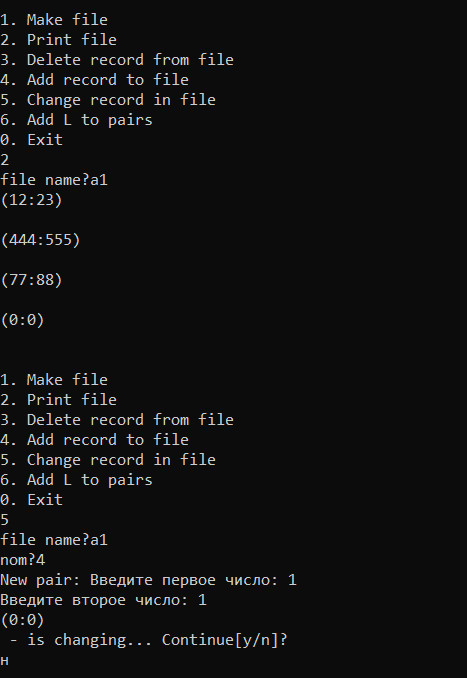 1. Make file
2. Print file
3. Delete record from file
4. Add record to file
5. Change record in file
6. Add L to pairs
0. Exit
2
file name?a1
(12:23)
(444:555)
(77:88)
(0:0)
1. Make file
2. Print file
3. Delete record from file
4. Add record to file
5. Change record in file
6. Add L to pairs
0. Exit
5
file name?a1
nom?4
New pair: Введите первое число: 1
Введите второе число: 1
(0:0)
 - is changing... Continue[y/n]?
н